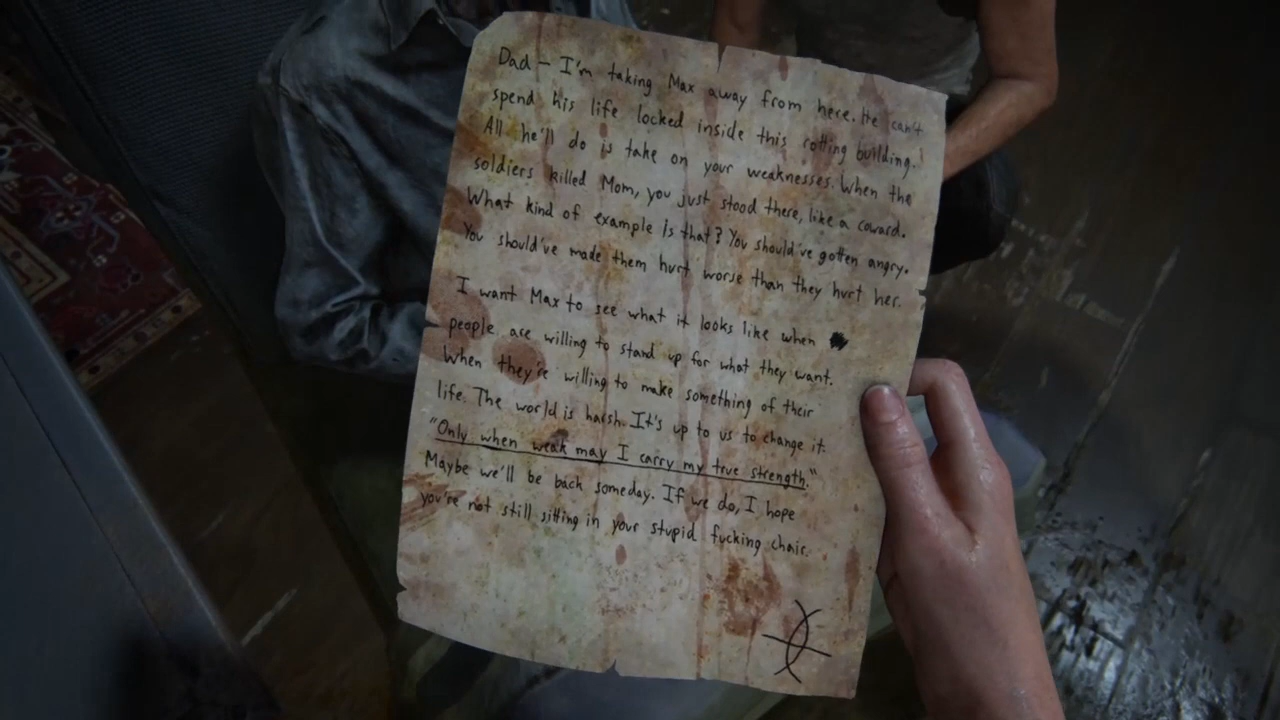 Dad – I'm taking Max away from here. He can't
spend his life locked inside this rotting building.
All he'll do is take on your weaknesses. When the
soldiers killed Mom, you just stood there, like a coward.
What kind of example is that? You should've gotten angry.
You should've made them hurt worse than they hurt her.
I want Max to see what it looks like when
people are willing to stand up for what they want.
When they're willing to make something of their
life. The world is harsh. It's up to us to change it.
"Only when weak may I carry my true strength."
Maybe we'll be back someday. If we do, I hope
you're not still sitting in your stupid fucking chair.